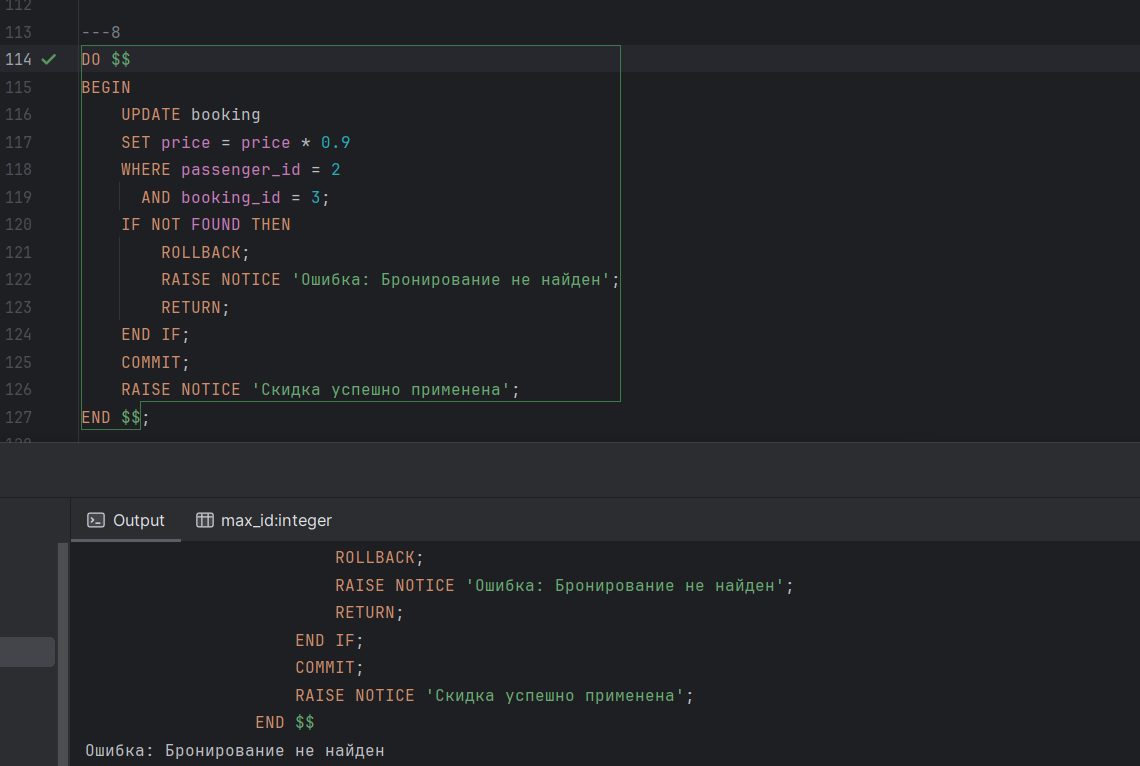 112
113 ---8
114 DO $$
115 BEGIN
116     UPDATE booking
117     SET price = price * 0.9
118     WHERE passenger_id = 2
119       AND booking_id = 3;
120     IF NOT FOUND THEN
121         ROLLBACK;
122         RAISE NOTICE 'Ошибка: Бронирование не найден';
123         RETURN;
124     END IF;
125     COMMIT;
126     RAISE NOTICE 'Скидка успешно применена';
127 END $$;
128
Output max_id:integer
ROLLBACK;
RAISE NOTICE 'Ошибка: Бронирование не найден';
RETURN;
END IF;
COMMIT;
RAISE NOTICE 'Скидка успешно применена';
END $$
Ошибка: Бронирование не найден